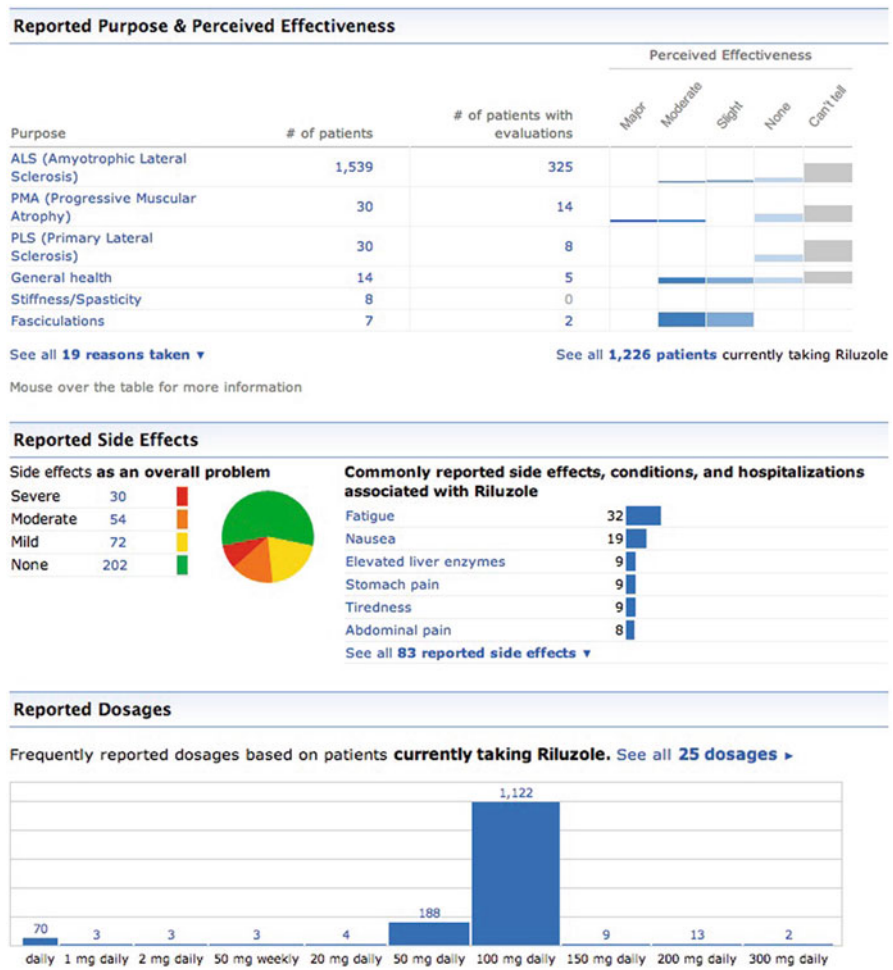 Reported Purpose & Perceived Effectiveness
Perceived Effectiveness
Purpose # of patients # of patients with evaluations Major Moderate Slight None Can't tell
ALS (Amyotrophic Lateral Sclerosis) 1,539 325
PMA (Progressive Muscular Atrophy) 30 14
PLS (Primary Lateral Sclerosis) 30 8
General health 14 5
Stiffness/Spasticity 8 0
Fasciculations 7 2
See all 19 reasons taken ▾ See all 1,226 patients currently taking Riluzole
Mouse over the table for more information
Reported Side Effects
Side effects as an overall problem
Severe 30
Moderate 54
Mild 72
None 202
Commonly reported side effects, conditions, and hospitalizations
associated with Riluzole
Fatigue 32
Nausea 19
Elevated liver enzymes 9
Stomach pain 9
Tiredness 9
Abdominal pain 8
See all 83 reported side effects ▾
Reported Dosages
Frequently reported dosages based on patients currently taking Riluzole. See all 25 dosages ▸
70 3 3 3 4 188 1,122 9 13 2
daily 1 mg daily 2 mg daily 50 mg weekly 20 mg daily 50 mg daily 100 mg daily 150 mg daily 200 mg daily 300 mg daily